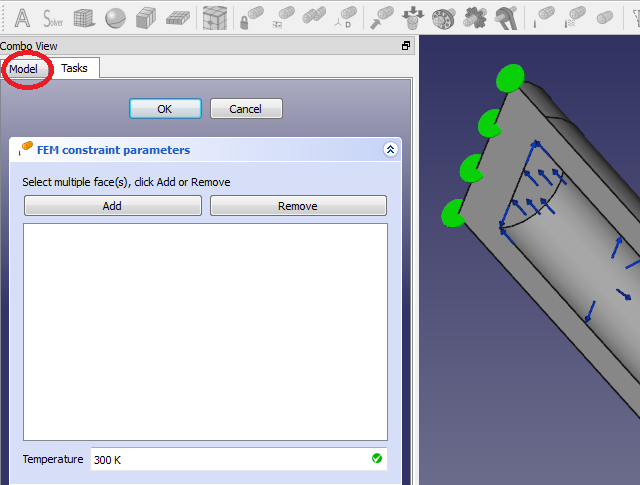 A Solver
Combo View
Model Tasks
OK Cancel
FEM constraint parameters
Select multiple face(s), click Add or Remove
Add Remove
Temperature 300 K